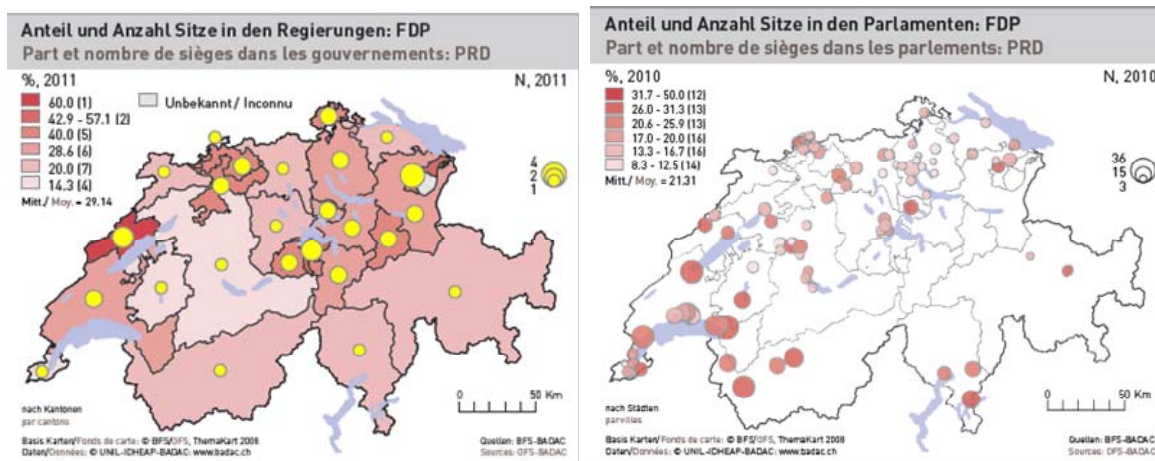 Anteil und Anzahl Sitze in den Regierungen: FDP
Part et nombre de sièges dans les gouvernements: PRD
%, 2011
N, 2011
60.0 (1)
42.9 - 57.1 (2)
40.0 (5)
28.6 (6)
20.0 (7)
14.3 (4)
Unbekannt / Inconnu
Mitt./ Moy. = 29.14
4
2
1
0 50 Km
nach Kantonen
par cantons
Basis Karten/Fonds de carte: © BFS/OFS, ThemaKart 2008
Daten/Données: © UNIL-IDHEAP-BADAC: www.badac.ch
Quellen: BFS-BADAC
Sources: OFS-BADAC
Anteil und Anzahl Sitze in den Parlamenten: FDP
Part et nombre de sièges dans les parlements: PRD
%, 2010
N, 2010
31.7 - 50.0 (12)
26.0 - 31.3 (13)
20.6 - 25.9 (13)
17.0 - 20.0 (16)
13.3 - 16.7 (16)
8.3 - 12.5 (14)
Mitt./ Moy. = 21.31
36
15
3
0 50 Km
nach Städten
parvilles
Basis Karten/Fonds de carte: © BFS/OFS, ThemaKart 2008
Daten/Données: © UNIL-IDHEAP-BADAC: www.badac.ch
Quellen: BFS-BADAC
Sources: OFS-BADAC